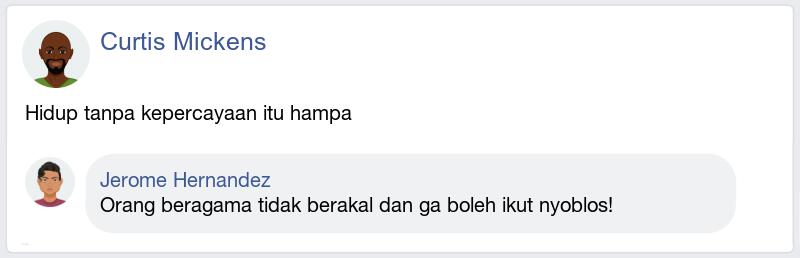 Curtis Mickens
Hidup tanpa kepercayaan itu hampa
Jerome Hernandez
Orang beragama tidak berakal dan ga boleh ikut nyoblos!